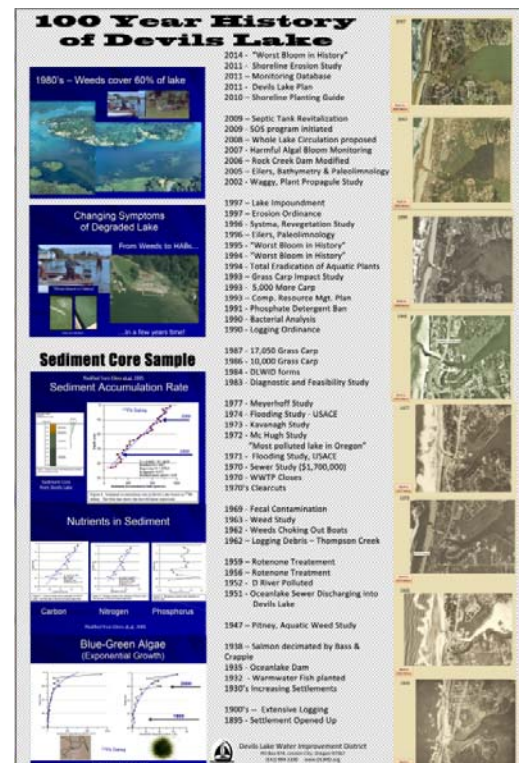 100 Year History
of Devils Lake
1980's – Weeds cover 60% of lake
Changing Symptoms
of Degraded Lake
From Weeds to HABs...
...in a few years time!
Sediment Core Sample
Sediment Accumulation Rate
Nutrients in Sediment
Carbon Nitrogen Phosphorus
Blue-Green Algae
(Exponential Growth)
2014 - "Worst Bloom in History"
2011 - Shoreline Erosion Study
2011 – Monitoring Database
2011 - Devils Lake Plan
2010 – Shoreline Planting Guide
2009 – Septic Tank Revitalization
2009 - SOS program initiated
2008 – Whole Lake Circulation proposed
2007 - Harmful Algal Bloom Monitoring
2006 – Rock Creek Dam Modified
2005 – Eilers, Bathymetry & Paleolimnology
2002 - Waggy, Plant Propagule Study
1997 – Lake Impoundment
1997 – Erosion Ordinance
1996 - Systma, Revegetation Study
1996 – Eilers, Paleolimnology
1995 - "Worst Bloom in History"
1994 - "Worst Bloom in History"
1994 - Total Eradication of Aquatic Plants
1993 – Grass Carp Impact Study
1993 - 5,000 More Carp
1993 – Comp. Resource Mgt. Plan
1991 - Phosphate Detergent Ban
1990 - Bacterial Analysis
1990 - Logging Ordinance
1987 - 17,050 Grass Carp
1986 - 10,000 Grass Carp
1984 - DLWID forms
1983 - Diagnostic and Feasibility Study
1977 - Meyerhoff Study
1974 - Flooding Study - USACE
1973 - Kavanagh Study
1972 - Mc Hugh Study
"Most polluted lake in Oregon"
1971 - Flooding Study, USACE
1970 – Sewer Study ($1,700,000)
1970 - WWTP Closes
1970's Clearcuts
1969 - Fecal Contamination
1963 - Weed Study
1962 – Weeds Choking Out Boats
1962 – Logging Debris – Thompson Creek
1959 – Rotenone Treatement
1956 – Rotenone Treatment
1952 - D River Polluted
1951 - Oceanlake Sewer Discharging into
Devils Lake
1947 – Pitney, Aquatic Weed Study
1938 – Salmon decimated by Bass &
Crappie
1935 - Oceanlake Dam
1932 - Warmwater Fish planted
1930's Increasing Settlements
1900's – Extensive Logging
1895 - Settlement Opened Up
Devils Lake Water Improvement District